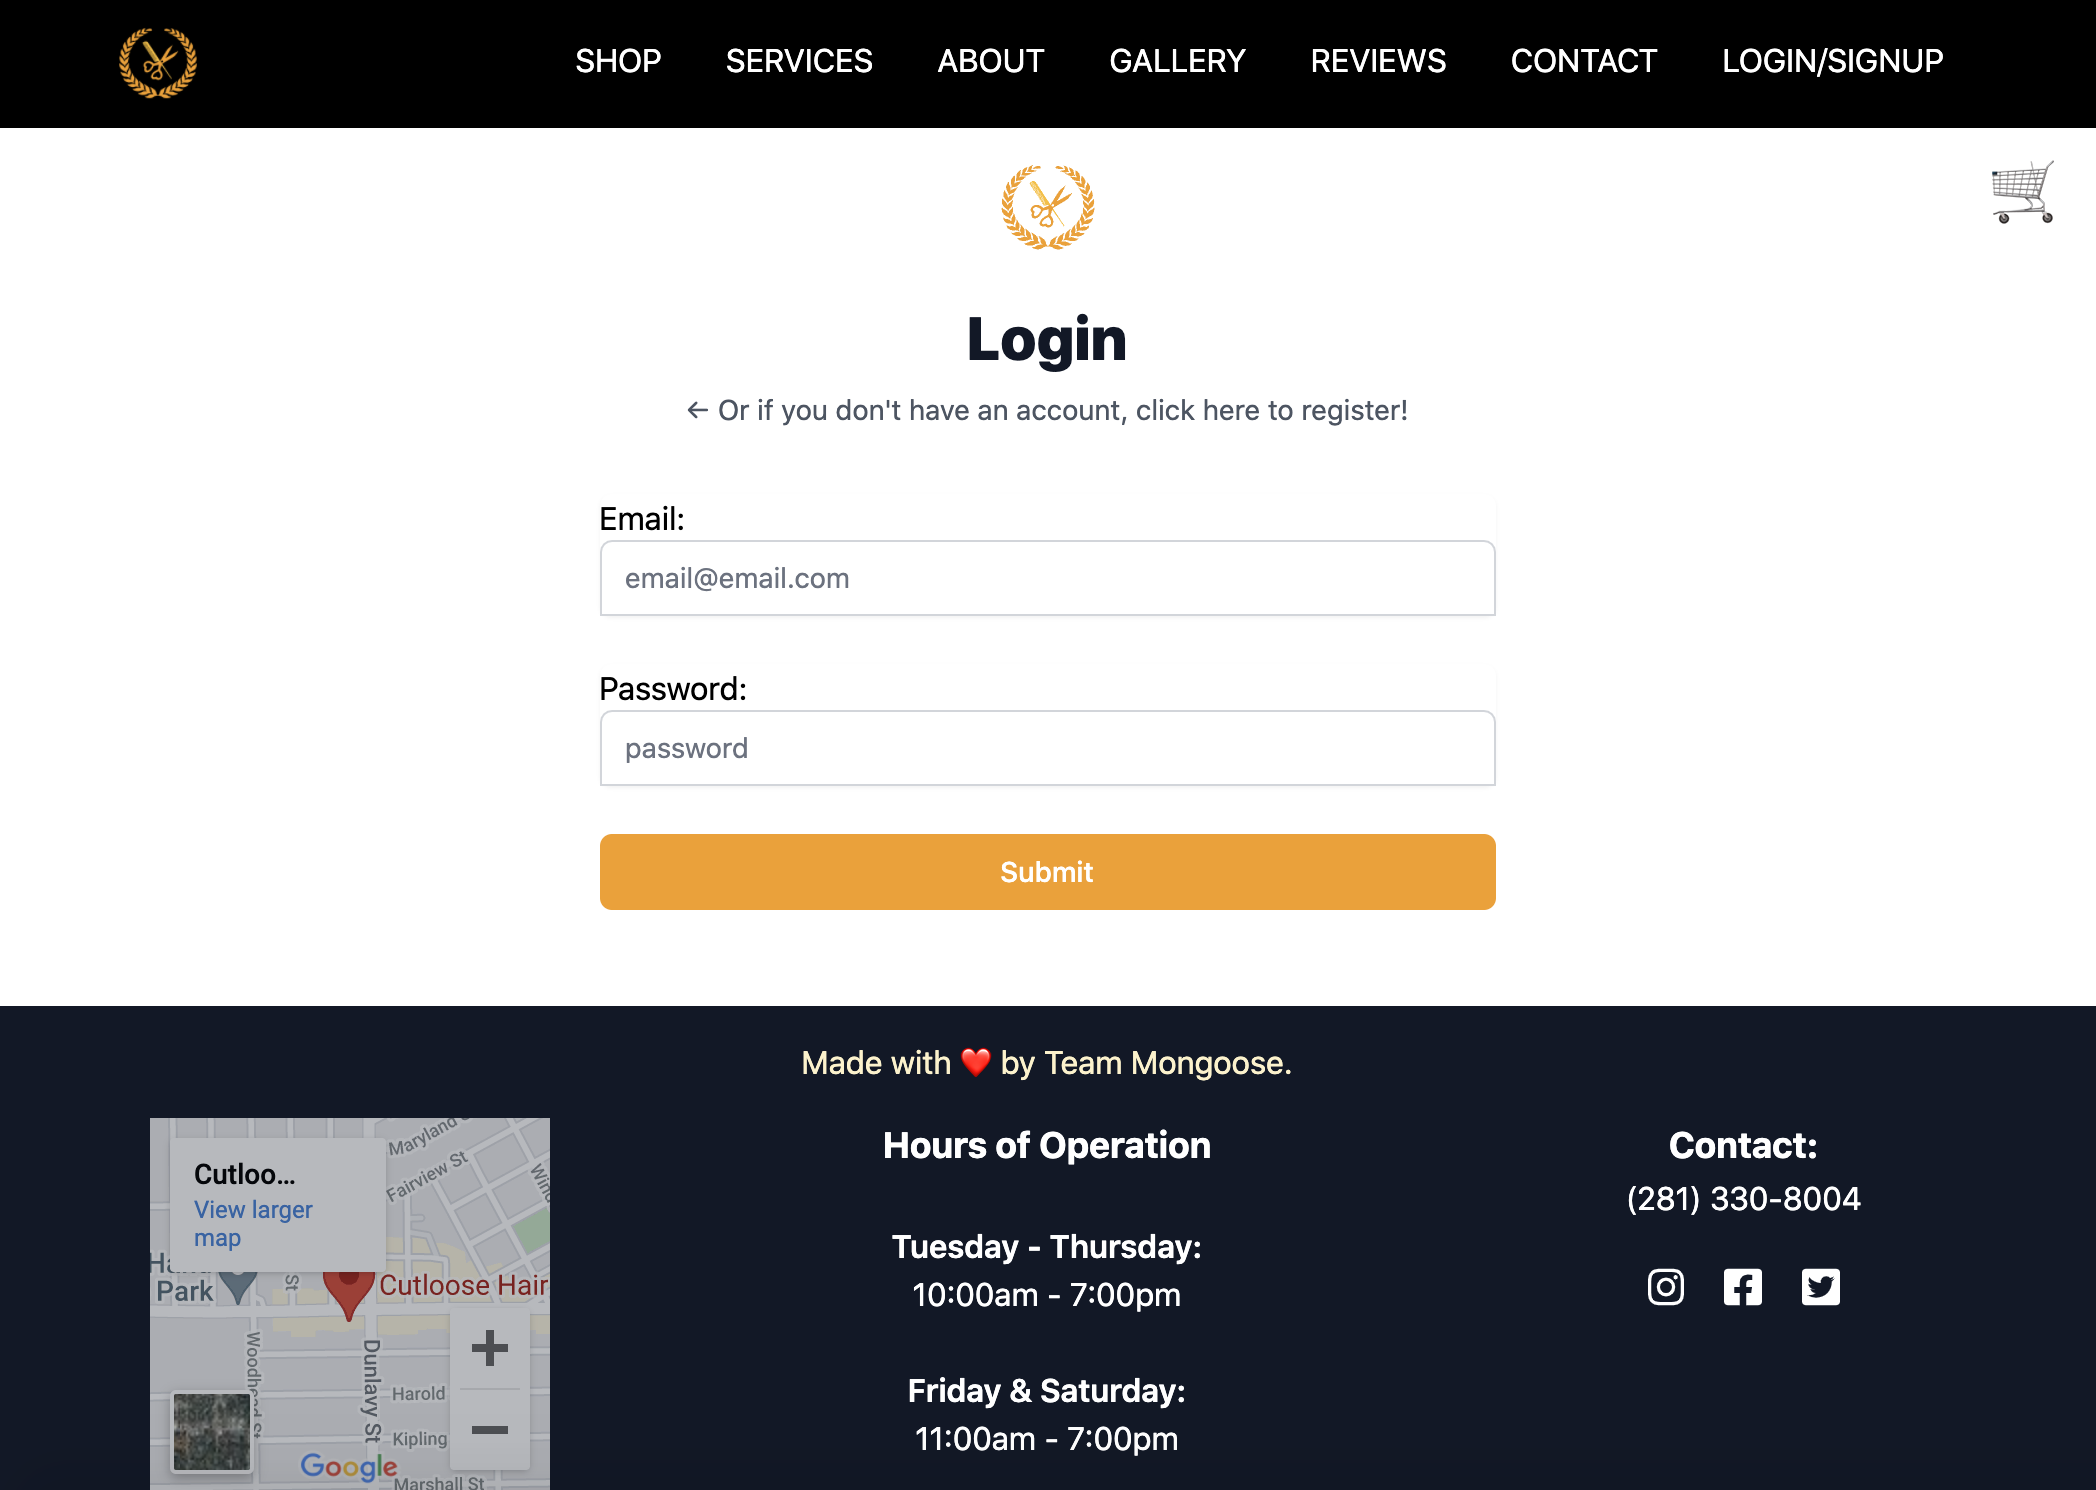 SHOP SERVICES ABOUT GALLERY REVIEWS CONTACT LOGIN/SIGNUP
Login
← Or if you don't have an account, click here to register!
Email:
email@email.com
Password:
password
Submit
Made with ❤️ by Team Mongoose.
Cutloo...
View larger
map
Maryland
Fairview St
Park
St
Cutloose Hair
Dunlavy St
Harold
Kipling
Google
Marshall St
Hours of Operation
Tuesday - Thursday:
10:00am - 7:00pm
Friday & Saturday:
11:00am - 7:00pm
Contact:
(281) 330-8004